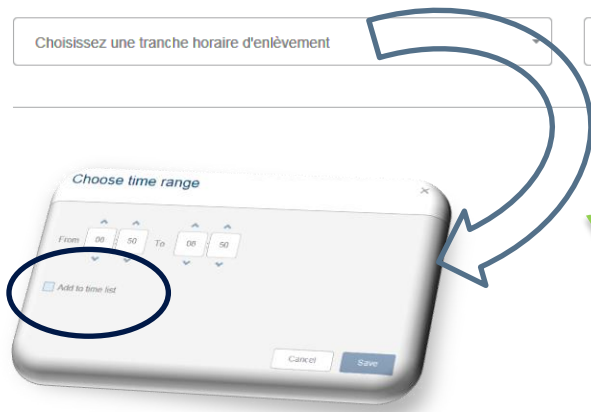 Choisissez une tranche horaire d'enlèvement
Choose time range ×
From 08 : 50 To 08 : 50
Add to time list
Cancel Save